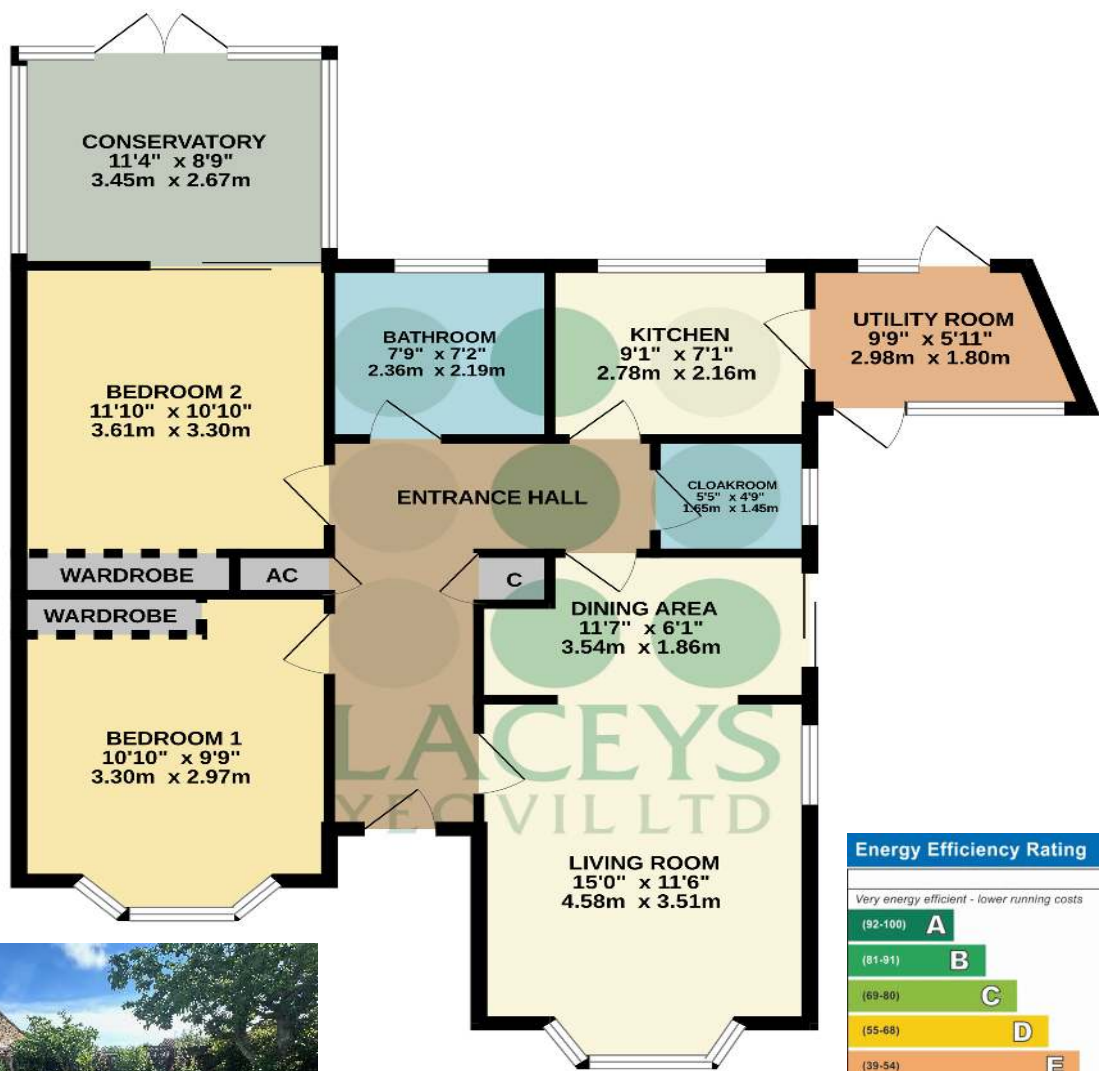 CONSERVATORY
11'4" x 8'9"
3.45m x 2.67m
BATHROOM
7'9" x 7'2"
2.36m x 2.19m
KITCHEN
9'1" x 7'1"
2.78m x 2.16m
UTILITY ROOM
9'9" x 5'11"
2.98m x 1.80m
BEDROOM 2
11'10" x 10'10"
3.61m x 3.30m
ENTRANCE HALL
CLOAKROOM
5'5" x 4'9"
1.65m x 1.45m
WARDROBE
AC
C
WARDROBE
DINING AREA
11'7" x 6'1"
3.54m x 1.86m
BEDROOM 1
10'10" x 9'9"
3.30m x 2.97m
LACEYS
YEOVIL LTD
LIVING ROOM
15'0" x 11'6"
4.58m x 3.51m
Energy Efficiency Rating
Very energy efficient - lower running costs
(92-100) A
(81-91) B
(69-80) C
(55-68) D
(39-54) E